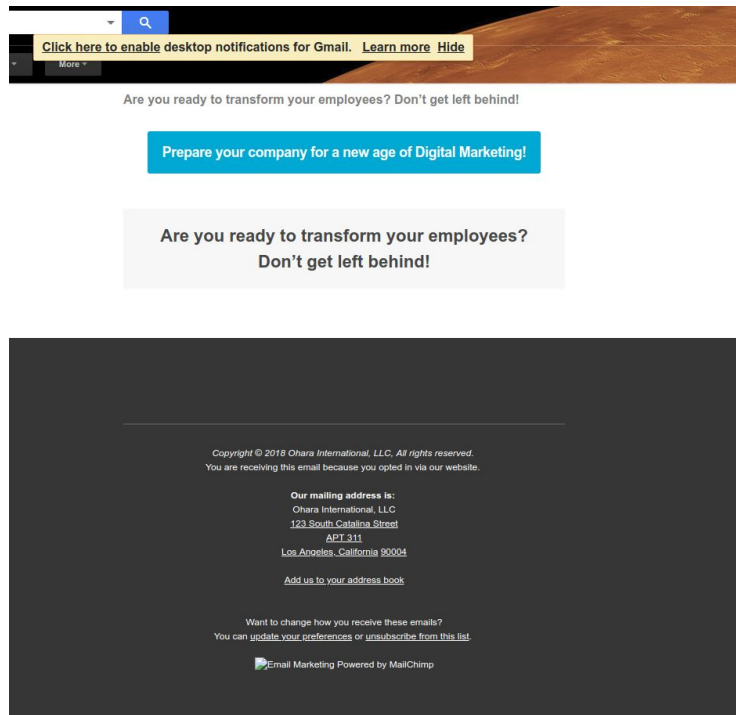 Click here to enable desktop notifications for Gmail. Learn more Hide
More
Are you ready to transform your employees? Don’t get left behind!
Prepare your company for a new age of Digital Marketing!
Are you ready to transform your employees?
Don’t get left behind!
Copyright © 2018 Ohara International, LLC, All rights reserved.
You are receiving this email because you opted in via our website.
Our mailing address is:
Ohara International, LLC
123 South Catalina Street
APT 311
Los Angeles, California 90004
Add us to your address book
Want to change how you receive these emails?
You can update your preferences or unsubscribe from this list.
Email Marketing Powered by MailChimp